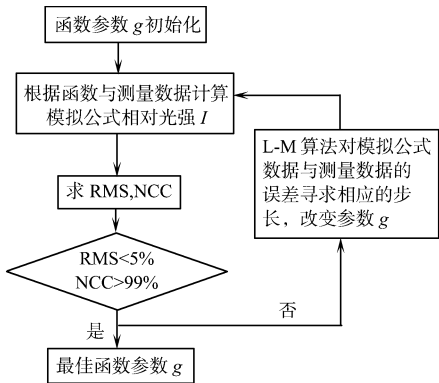 函数参数 g 初始化
根据函数与测量数据计算
模拟公式相对光强 I
求 RMS,NCC
RMS<5%
NCC>99%
是
最佳函数参数 g
否
L-M 算法对模拟公式
数据与测量数据的
误差寻求相应的步
长，改变参数 g